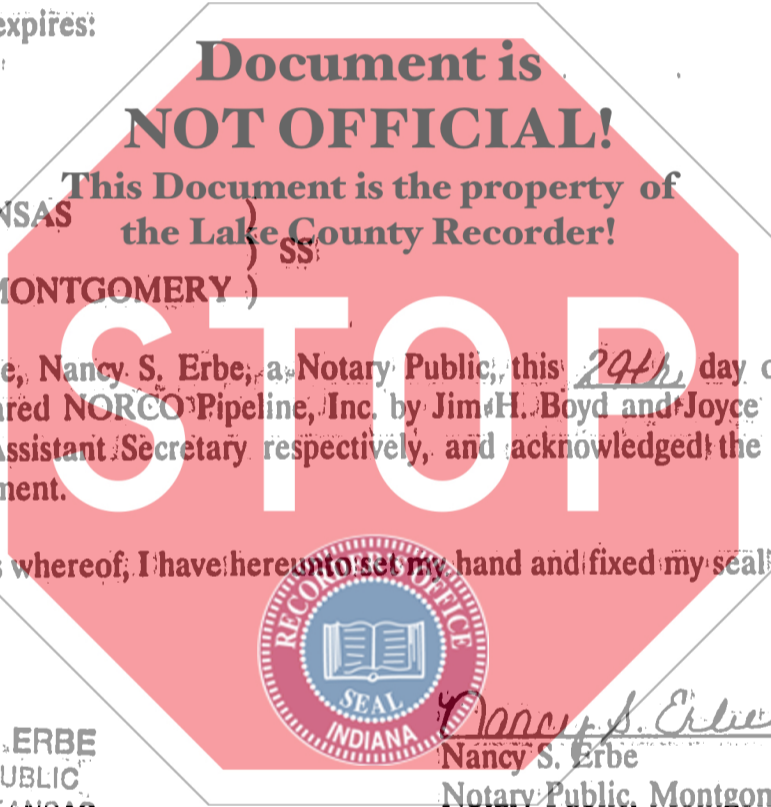 expires:
Document is
NOT OFFICIAL!
This Document is the property of
the Lake County Recorder!
NSAS )
) SS:
MONTGOMERY )
STOP
e, Nancy S. Erbe, a Notary Public, this 29th day o
ared NORCO Pipeline, Inc. by Jim H. Boyd and Joyce
Assistant Secretary respectively, and acknowledged the
ment.
s whereof, I have hereunto set my hand and fixed my seal
RECORDER'S OFFICE
SEAL
INDIANA
Nancy S. Erbe
ERBE
Nancy S. Erbe
UBLIC
Notary Public, Montgom